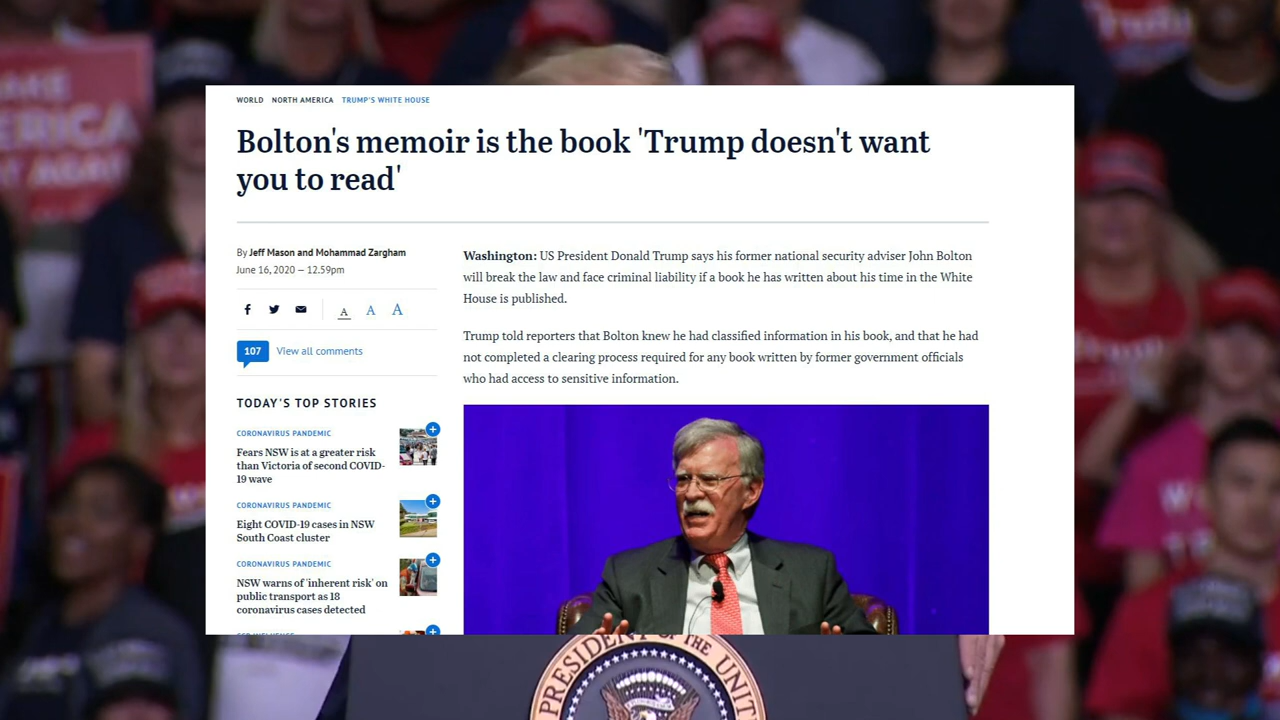 WORLD NORTH AMERICA TRUMP'S WHITE HOUSE
Bolton's memoir is the book 'Trump doesn't want
you to read'
By Jeff Mason and Mohammad Zargham
June 16, 2020 — 12.59pm
A A A
107 View all comments
TODAY'S TOP STORIES
CORONAVIRUS PANDEMIC
Fears NSW is at a greater risk
than Victoria of second COVID-
19 wave
CORONAVIRUS PANDEMIC
Eight COVID-19 cases in NSW
South Coast cluster
CORONAVIRUS PANDEMIC
NSW warns of 'inherent risk' on
public transport as 18
coronavirus cases detected
Washington: US President Donald Trump says his former national security adviser John Bolton
will break the law and face criminal liability if a book he has written about his time in the White
House is published.
Trump told reporters that Bolton knew he had classified information in his book, and that he had
not completed a clearing process required for any book written by former government officials
who had access to sensitive information.
PRESIDENT OF THE UNIT